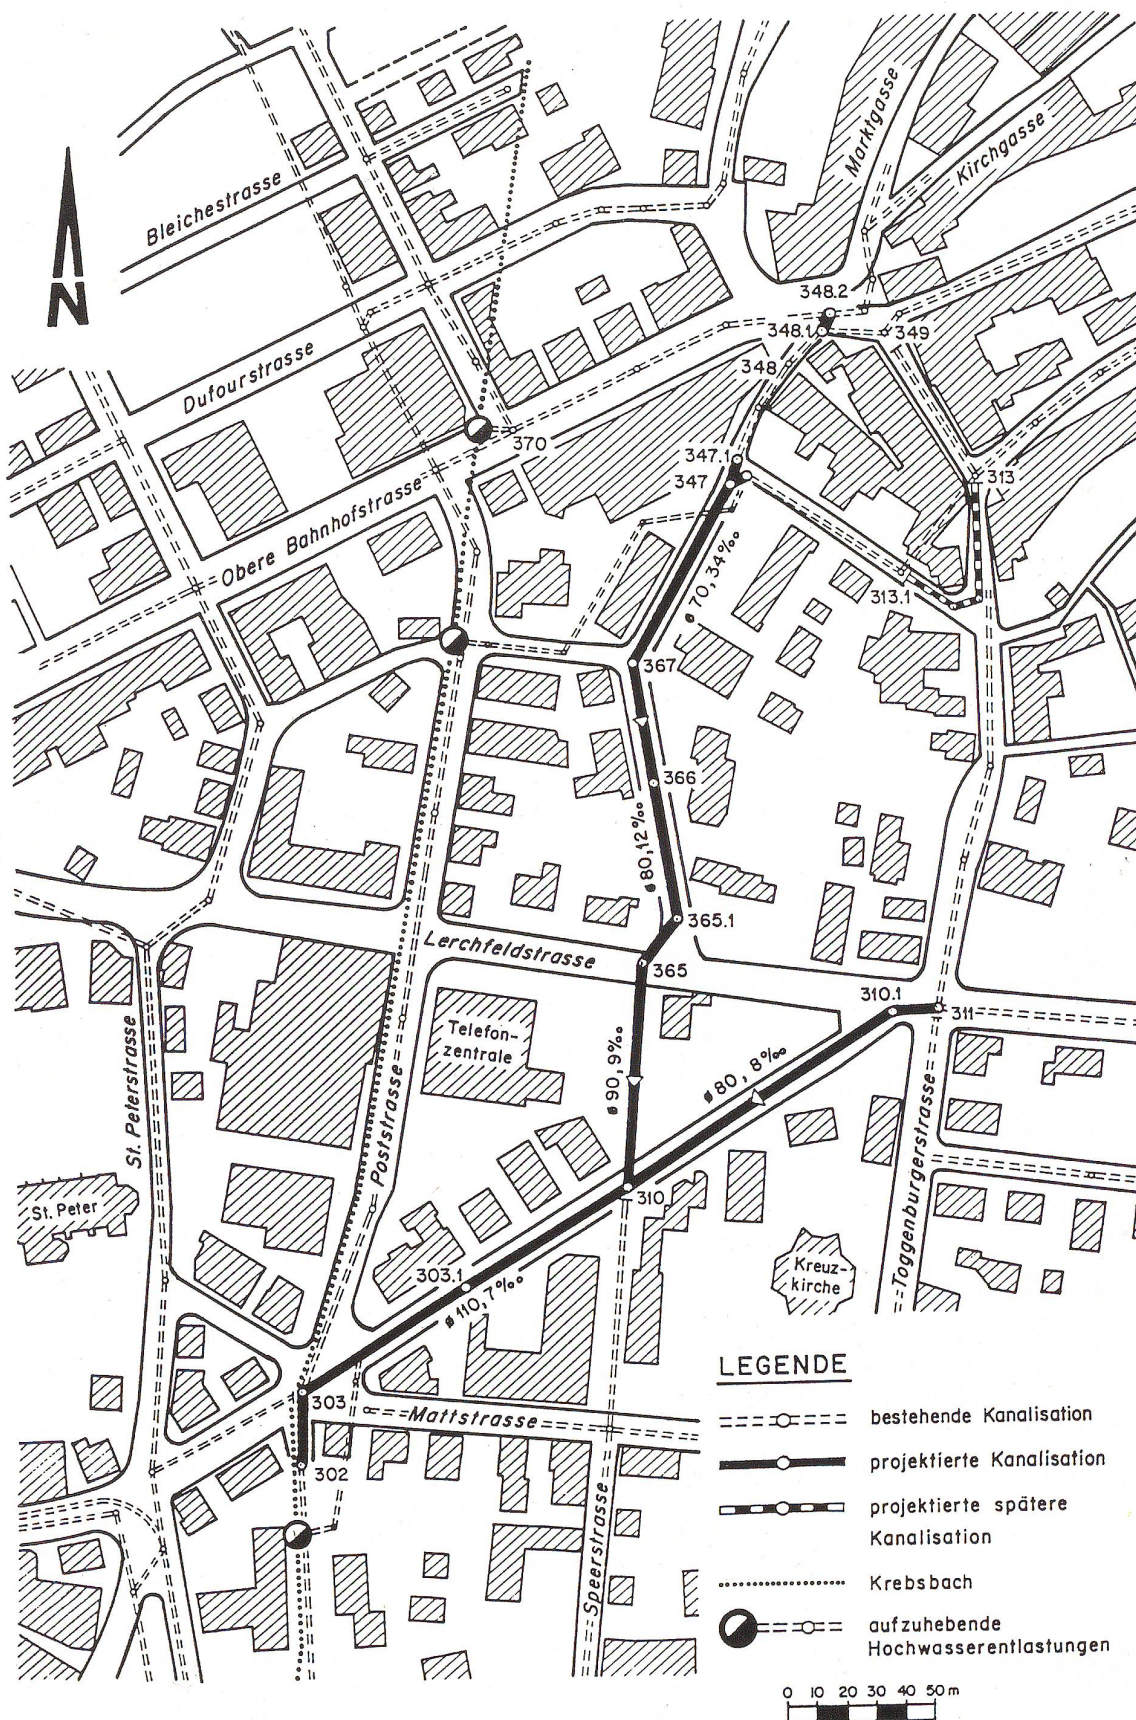 Marktgasse
Kirchgasse
Bleichestrasse
N
348.2
348.1
349
Dufourstrasse
348
370
347.1
347
313
Obere Bahnhofstrasse
ø 70, 34‰
313.1
367
366
ø 80, 12‰
365.1
Lerchfeldstrasse
365
310.1
311
Telefon-
zentrale
St. Peterstrasse
Poststrasse
ø 90, 9‰
ø 80, 8‰
Toggenburgerstrasse
St. Peter
310
303.1
Kreuz-
kirche
ø 110, 7‰
LEGENDE
303
Mattstrasse
bestehende Kanalisation
302
projektierte Kanalisation
projektierte spätere
Kanalisation
Speerstrasse
Krebsbach
aufzuhebende
Hochwasserentlastungen
0 10 20 30 40 50 m